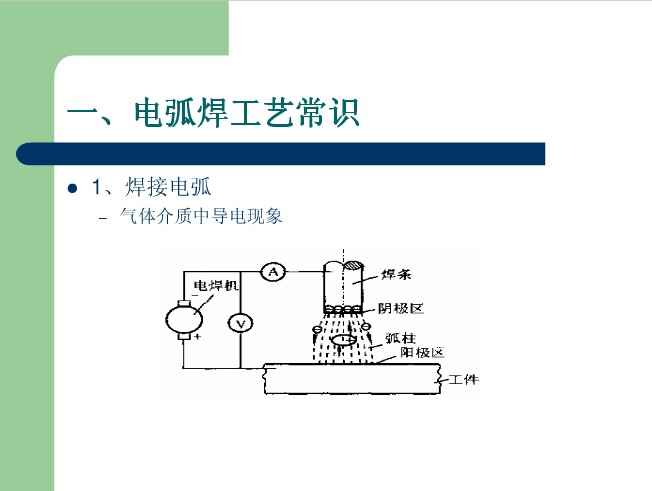 一、电弧焊工艺常识
1、焊接电弧
– 气体介质中导电现象
A
焊条
电焊机
−
阴极区
V
+
弧柱
阳极区
工件